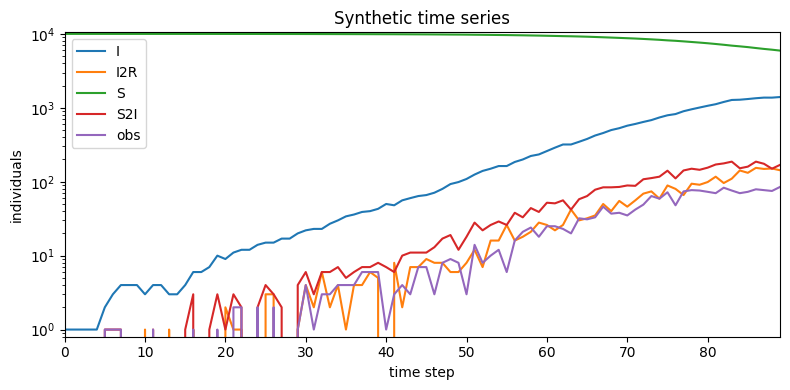 Synthetic time series
I
I2R
S
S2I
obs
individuals
10⁴
10³
10²
10¹
10⁰
0 10 20 30 40 50 60 70 80
time step